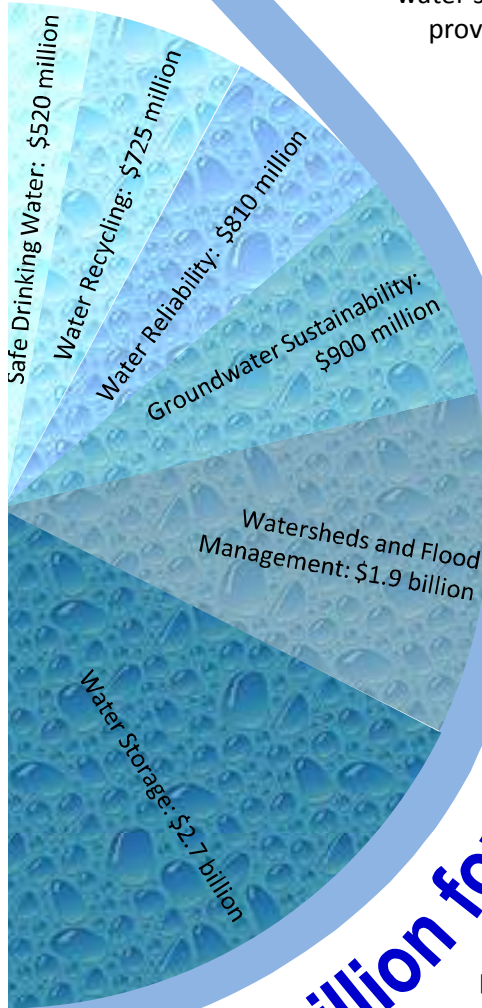 prov
Safe Drinking Water: $520 million
Water Recycling: $725 million
Water Reliability: $810 million
Groundwater Sustainability:
$900 million
Watersheds and Flood
Management: $1.9 billion
Water Storage: $2.7 billion
illion fo